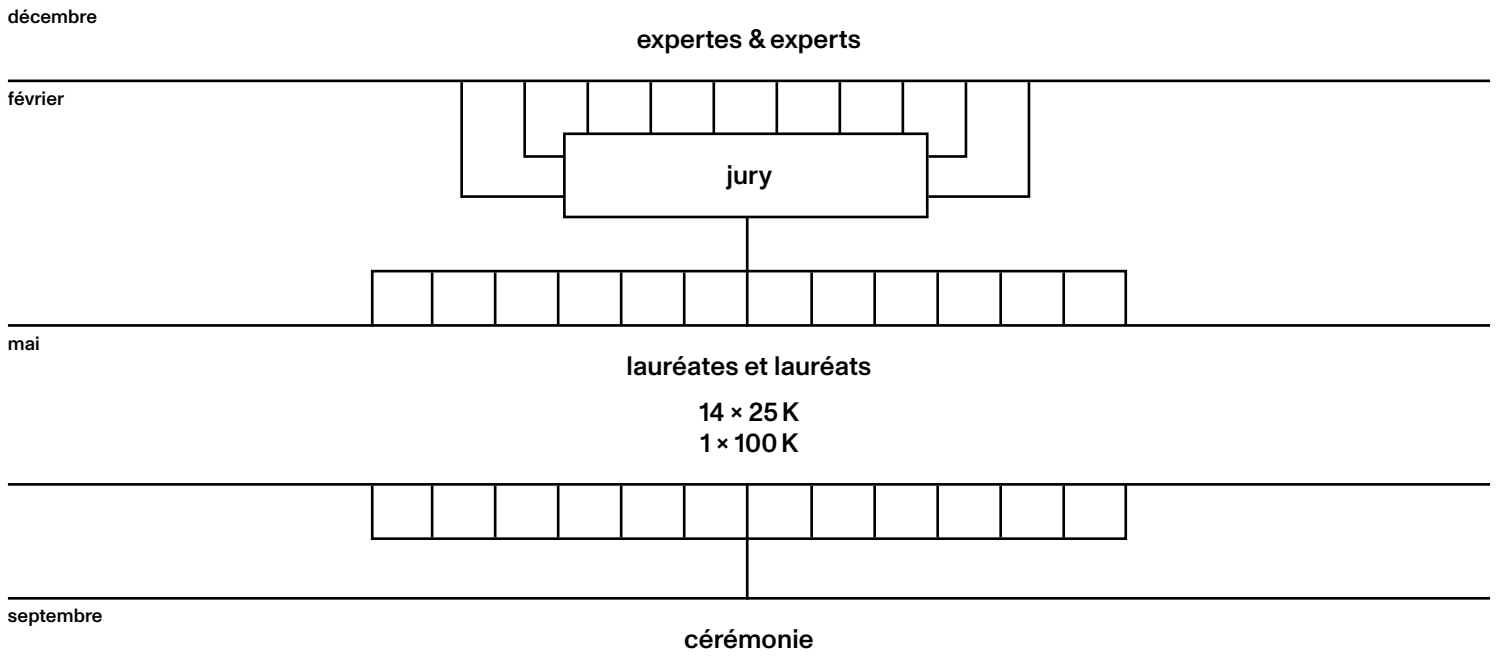 décembre
expertes & experts
février
jury
mai
lauréates et lauréats
14 × 25 K
1 × 100 K
septembre
cérémonie